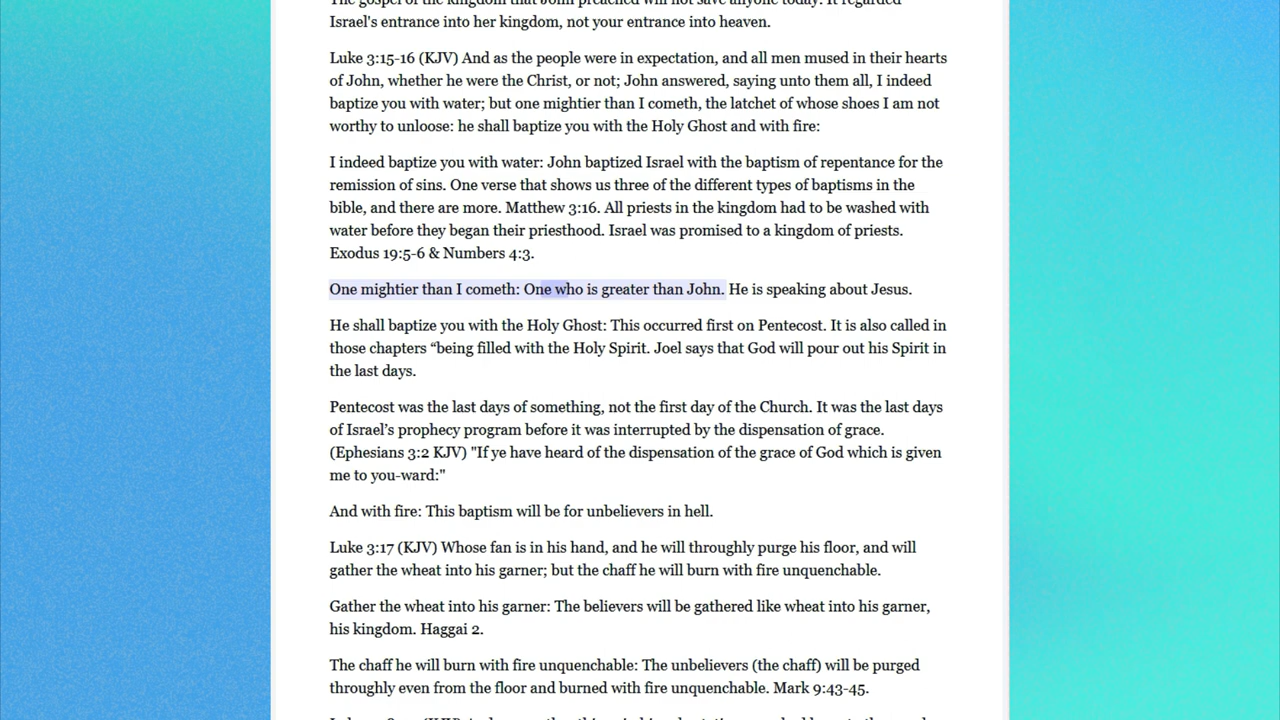 The gospel of the kingdom that John preached will not save anyone today. It regarded
Israel's entrance into her kingdom, not your entrance into heaven.
Luke 3:15-16 (KJV) And as the people were in expectation, and all men mused in their hearts
of John, whether he were the Christ, or not; John answered, saying unto them all, I indeed
baptize you with water; but one mightier than I cometh, the latchet of whose shoes I am not
worthy to unloose: he shall baptize you with the Holy Ghost and with fire:
I indeed baptize you with water: John baptized Israel with the baptism of repentance for the
remission of sins. One verse that shows us three of the different types of baptisms in the
bible, and there are more. Matthew 3:16. All priests in the kingdom had to be washed with
water before they began their priesthood. Israel was promised to a kingdom of priests.
Exodus 19:5-6 & Numbers 4:3.
One mightier than I cometh: One who is greater than John. He is speaking about Jesus.
He shall baptize you with the Holy Ghost: This occurred first on Pentecost. It is also called in
those chapters “being filled with the Holy Spirit. Joel says that God will pour out his Spirit in
the last days.
Pentecost was the last days of something, not the first day of the Church. It was the last days
of Israel’s prophecy program before it was interrupted by the dispensation of grace.
(Ephesians 3:2 KJV) "If ye have heard of the dispensation of the grace of God which is given
me to you-ward:"
And with fire: This baptism will be for unbelievers in hell.
Luke 3:17 (KJV) Whose fan is in his hand, and he will throughly purge his floor, and will
gather the wheat into his garner; but the chaff he will burn with fire unquenchable.
Gather the wheat into his garner: The believers will be gathered like wheat into his garner,
his kingdom. Haggai 2.
The chaff he will burn with fire unquenchable: The unbelievers (the chaff) will be purged
throughly even from the floor and burned with fire unquenchable. Mark 9:43-45.